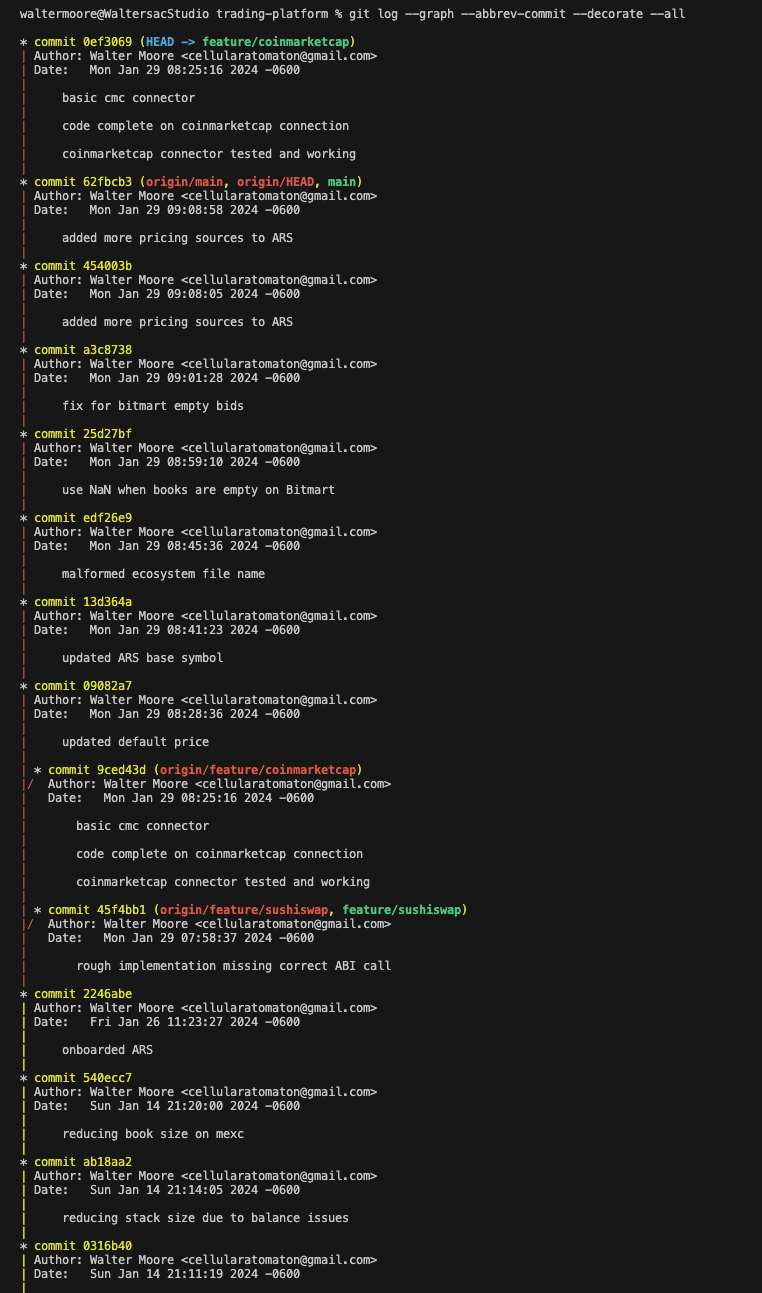 waltermoore@WaltersacStudio trading-platform % git log --graph --abbrev-commit --decorate --all
* commit 0ef3069 (HEAD -> feature/coinmarketcap)
| Author: Walter Moore <cellularatomaton@gmail.com>
| Date:   Mon Jan 29 08:25:16 2024 -0600
|
|     basic cmc connector
|
|     code complete on coinmarketcap connection
|
|     coinmarketcap connector tested and working
|
* commit 62fbcb3 (origin/main, origin/HEAD, main)
| Author: Walter Moore <cellularatomaton@gmail.com>
| Date:   Mon Jan 29 09:08:58 2024 -0600
|
|     added more pricing sources to ARS
|
* commit 454003b
| Author: Walter Moore <cellularatomaton@gmail.com>
| Date:   Mon Jan 29 09:08:05 2024 -0600
|
|     added more pricing sources to ARS
|
* commit a3c8738
| Author: Walter Moore <cellularatomaton@gmail.com>
| Date:   Mon Jan 29 09:01:28 2024 -0600
|
|     fix for bitmart empty bids
|
* commit 25d27bf
| Author: Walter Moore <cellularatomaton@gmail.com>
| Date:   Mon Jan 29 08:59:10 2024 -0600
|
|     use NaN when books are empty on Bitmart
|
* commit edf26e9
| Author: Walter Moore <cellularatomaton@gmail.com>
| Date:   Mon Jan 29 08:45:36 2024 -0600
|
|     malformed ecosystem file name
|
* commit 13d364a
| Author: Walter Moore <cellularatomaton@gmail.com>
| Date:   Mon Jan 29 08:41:23 2024 -0600
|
|     updated ARS base symbol
|
* commit 09082a7
| Author: Walter Moore <cellularatomaton@gmail.com>
| Date:   Mon Jan 29 08:28:36 2024 -0600
|
|     updated default price
|
| * commit 9ced43d (origin/feature/coinmarketcap)
|/  Author: Walter Moore <cellularatomaton@gmail.com>
|   Date:   Mon Jan 29 08:25:16 2024 -0600
|
|       basic cmc connector
|
|       code complete on coinmarketcap connection
|
|       coinmarketcap connector tested and working
|
| * commit 45f4bb1 (origin/feature/sushiswap, feature/sushiswap)
|/  Author: Walter Moore <cellularatomaton@gmail.com>
|   Date:   Mon Jan 29 07:58:37 2024 -0600
|
|       rough implementation missing correct ABI call
|
* commit 2246abe
| Author: Walter Moore <cellularatomaton@gmail.com>
| Date:   Fri Jan 26 11:23:27 2024 -0600
|
|     onboarded ARS
|
* commit 540ecc7
| Author: Walter Moore <cellularatomaton@gmail.com>
| Date:   Sun Jan 14 21:20:00 2024 -0600
|
|     reducing book size on mexc
|
* commit ab18aa2
| Author: Walter Moore <cellularatomaton@gmail.com>
| Date:   Sun Jan 14 21:14:05 2024 -0600
|
|     reducing stack size due to balance issues
|
* commit 0316b40
| Author: Walter Moore <cellularatomaton@gmail.com>
| Date:   Sun Jan 14 21:11:19 2024 -0600
|